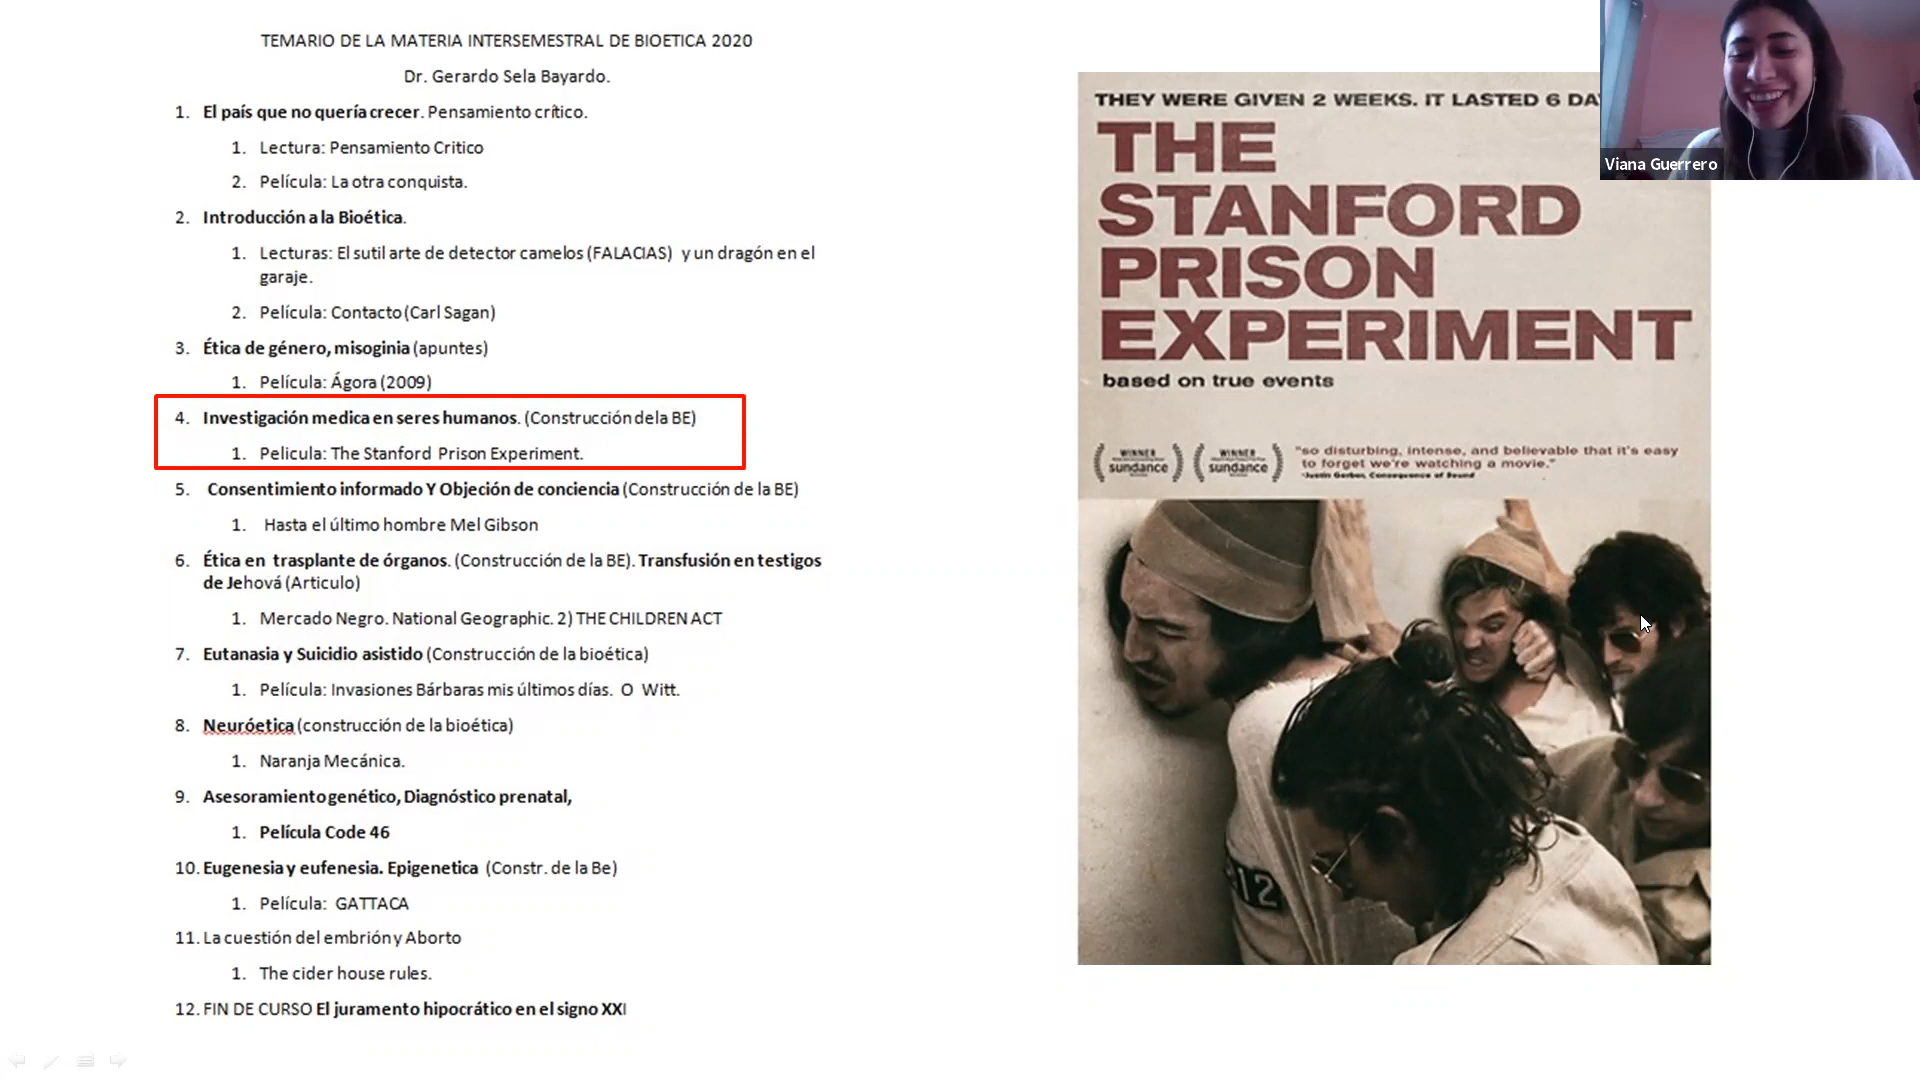 TEMARIO DE LA MATERIA INTERSEMESTRAL DE BIOETICA 2020
Dr. Gerardo Sela Bayardo.
1. El país que no quería crecer. Pensamiento crítico.
1. Lectura: Pensamiento Critico
2. Película: La otra conquista.
2. Introducción a la Bioética.
1. Lecturas: El sutil arte de detector camelos (FALACIAS) y un dragón en el
garaje.
2. Película: Contacto (Carl Sagan)
3. Ética de género, misoginia (apuntes)
1. Película: Ágora (2009)
4. Investigación medica en seres humanos. (Construcción dela BE)
1. Pelicula: The Stanford Prison Experiment.
5. Consentimiento informado Y Objeción de conciencia (Construcción de la BE)
1. Hasta el último hombre Mel Gibson
6. Ética en trasplante de órganos. (Construcción de la BE). Transfusión en testigos
de Jehová (Articulo)
1. Mercado Negro. National Geographic. 2) THE CHILDREN ACT
7. Eutanasia y Suicidio asistido (Construcción de la bioética)
1. Película: Invasiones Bárbaras mis últimos días. O Witt.
8. Neuróetica (construcción de la bioética)
1. Naranja Mecánica.
9. Asesoramiento genético, Diagnóstico prenatal,
1. Película Code 46
10. Eugenesia y eufenesia. Epigenetica (Constr. de la Be)
1. Película: GATTACA
11. La cuestión del embrión y Aborto
1. The cider house rules.
12. FIN DE CURSO El juramento hipocrático en el signo XXI
THEY WERE GIVEN 2 WEEKS. IT LASTED 6 DA
THE
STANFORD
PRISON
EXPERIMENT
based on true events
WINNER
sundance
WINNER
sundance
"so disturbing, intense, and believable that it's easy
to forget we're watching a movie."
-Justin Gerber, Consequence of Sound
12
Viana Guerrero